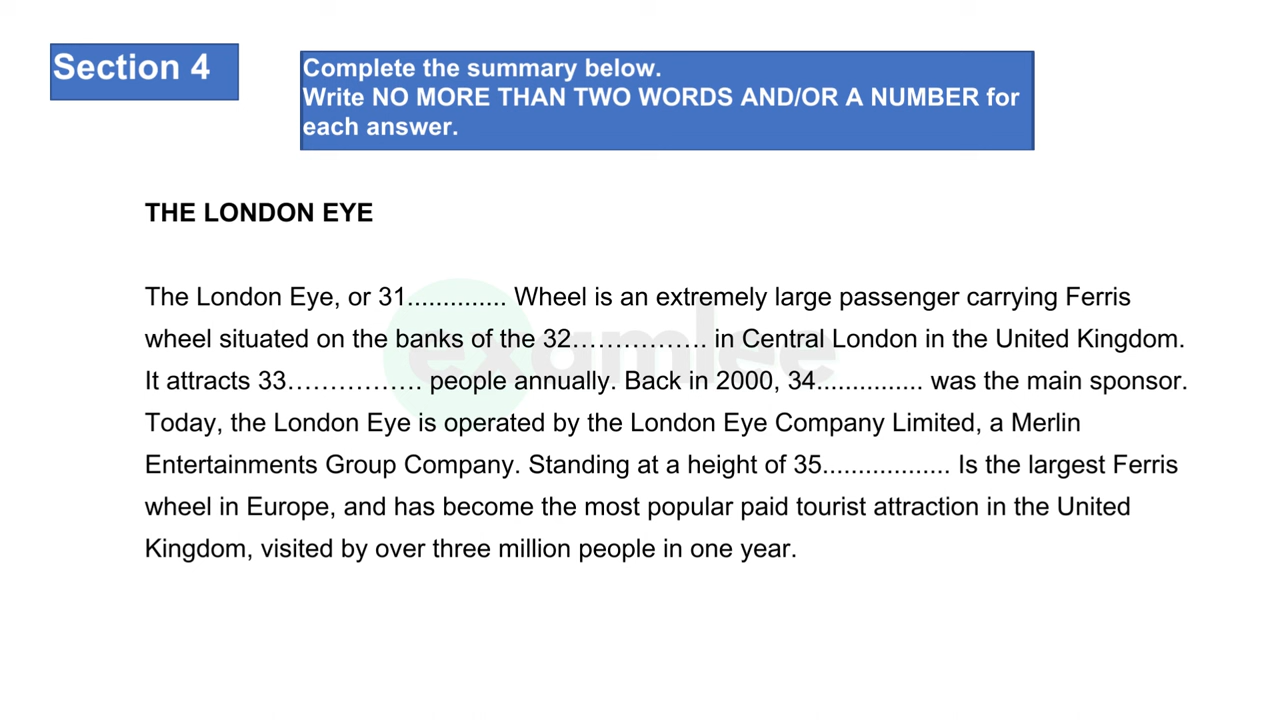 Section 4
Complete the summary below.
Write NO MORE THAN TWO WORDS AND/OR A NUMBER for
each answer.
THE LONDON EYE
The London Eye, or 31.............. Wheel is an extremely large passenger carrying Ferris
wheel situated on the banks of the 32……………. in Central London in the United Kingdom.
It attracts 33……………. people annually. Back in 2000, 34............... was the main sponsor.
Today, the London Eye is operated by the London Eye Company Limited, a Merlin
Entertainments Group Company. Standing at a height of 35.................. Is the largest Ferris
wheel in Europe, and has become the most popular paid tourist attraction in the United
Kingdom, visited by over three million people in one year.
examlee